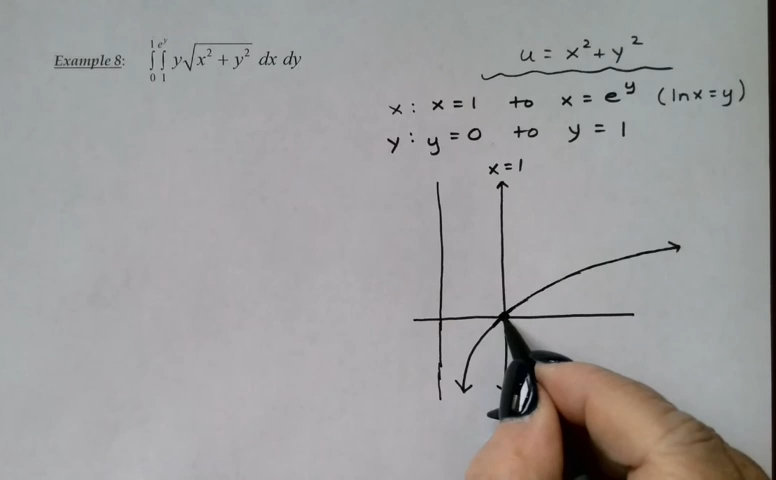 Example 8: ∫₀¹ ∫₁^{e^y} y√(x² + y²) dx dy
u = x² + y²
x: x = 1 to x = e^y (ln x = y)
y: y = 0 to y = 1
x = 1